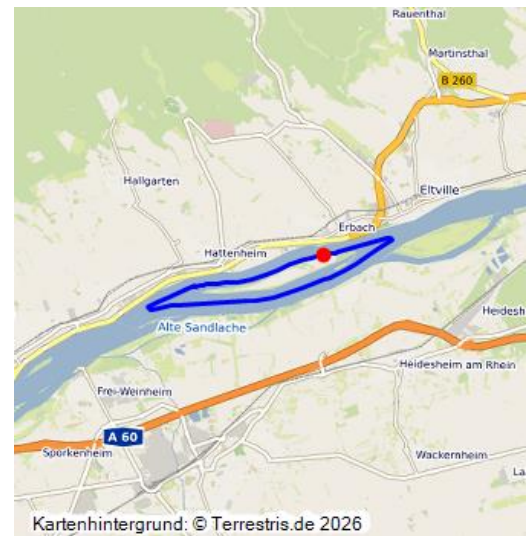 Rauenthal
Martinsthal
B 260
Hallgarten
Eltville
Erbach
Hattenheim
Alte Sandlache
Heidesh
Heidesheim am Rhein
Frei-Weinheim
A 60
Sporkenheim
Wackernheim
La
Kartenhintergrund: © Terrestris.de 2026